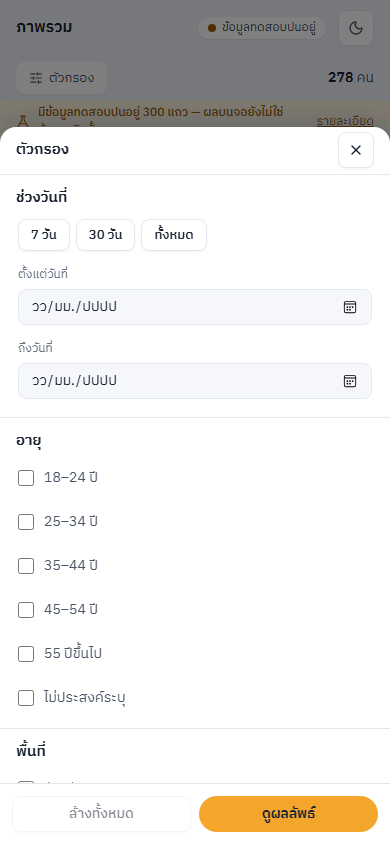 ภาพรวม
ข้อมูลทดสอบปนอยู่
ตัวกรอง
278 คน
มีข้อมูลทดสอบปนอยู่ 300 แถว — ผลบนจอยังไม่ใช่
รายละเอียด
ตัวกรอง
ช่วงวันที่
7 วัน
30 วัน
ทั้งหมด
ตั้งแต่วันที่
วว/มม./ปปปป
ถึงวันที่
วว/มม./ปปปป
อายุ
18–24 ปี
25–34 ปี
35–44 ปี
45–54 ปี
55 ปีขึ้นไป
ไม่ประสงค์ระบุ
พื้นที่
ล้างทั้งหมด
ดูผลลัพธ์